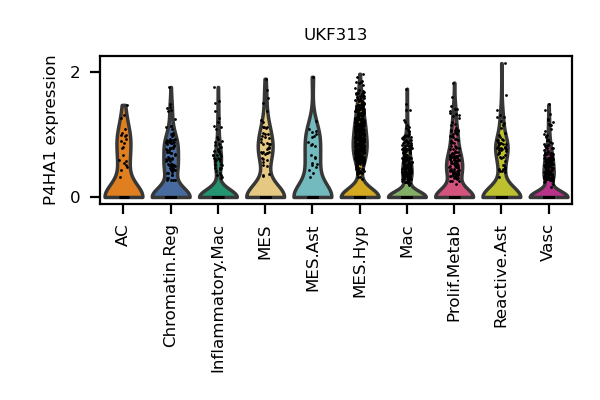 UKF313
P4HA1 expression
2
0
AC
Chromatin.Reg
Inflammatory.Mac
MES
MES.Ast
MES.Hyp
Mac
Prolif.Metab
Reactive.Ast
Vasc